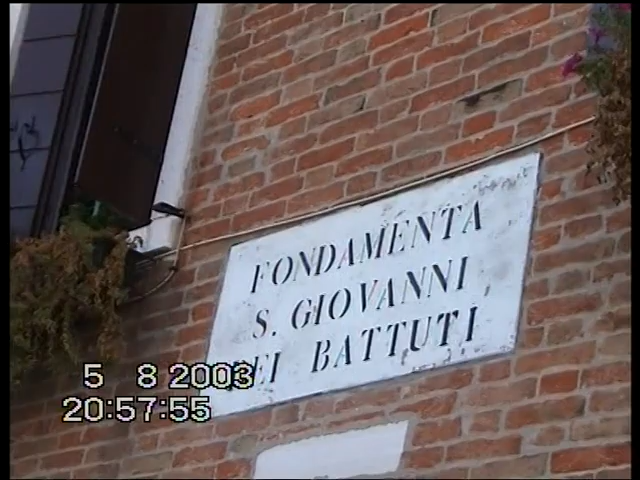 FONDAMENTA
S. GIOVANNI
DEI BATTUTI
5 8 2003
20:57:55